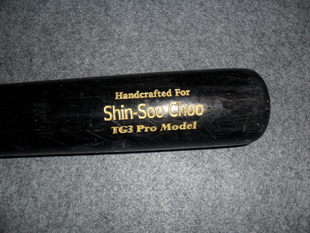 Handcrafted For
Shin-Soo Choo
TG3 Pro Model